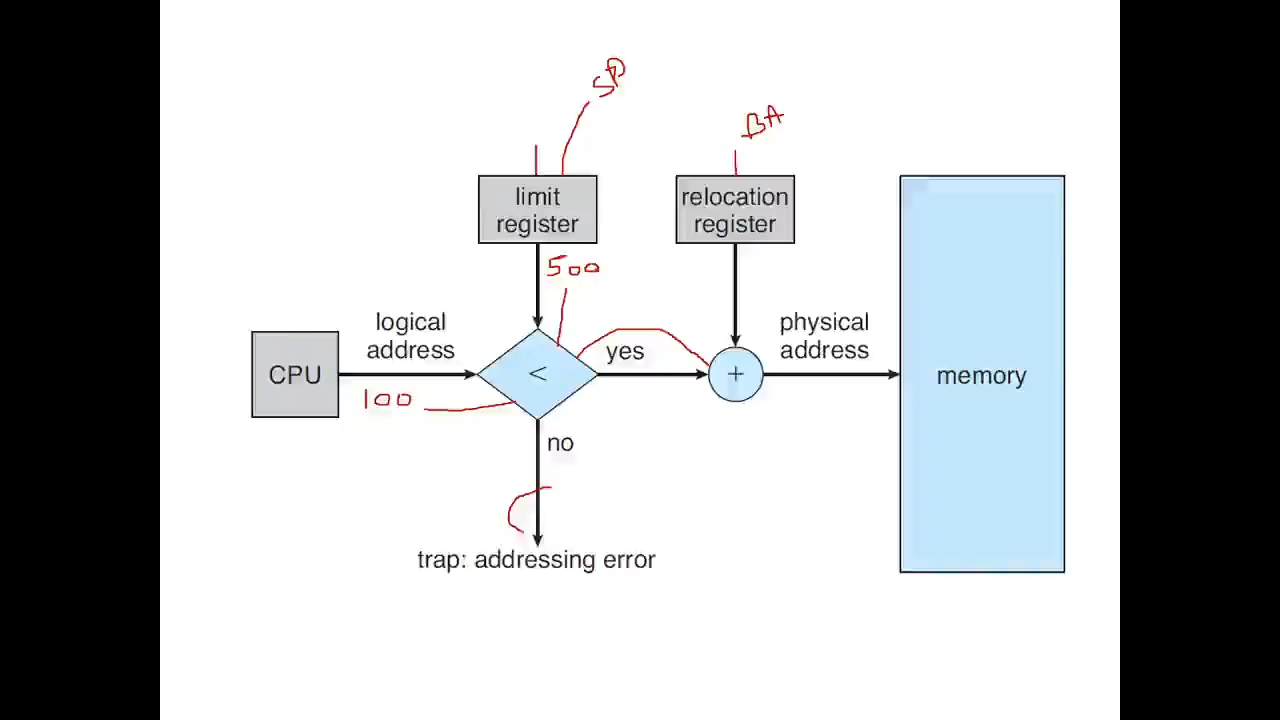 SP
BA
limit
register
relocation
register
500
logical
address
physical
address
yes
CPU
<
+
memory
100
no
trap: addressing error